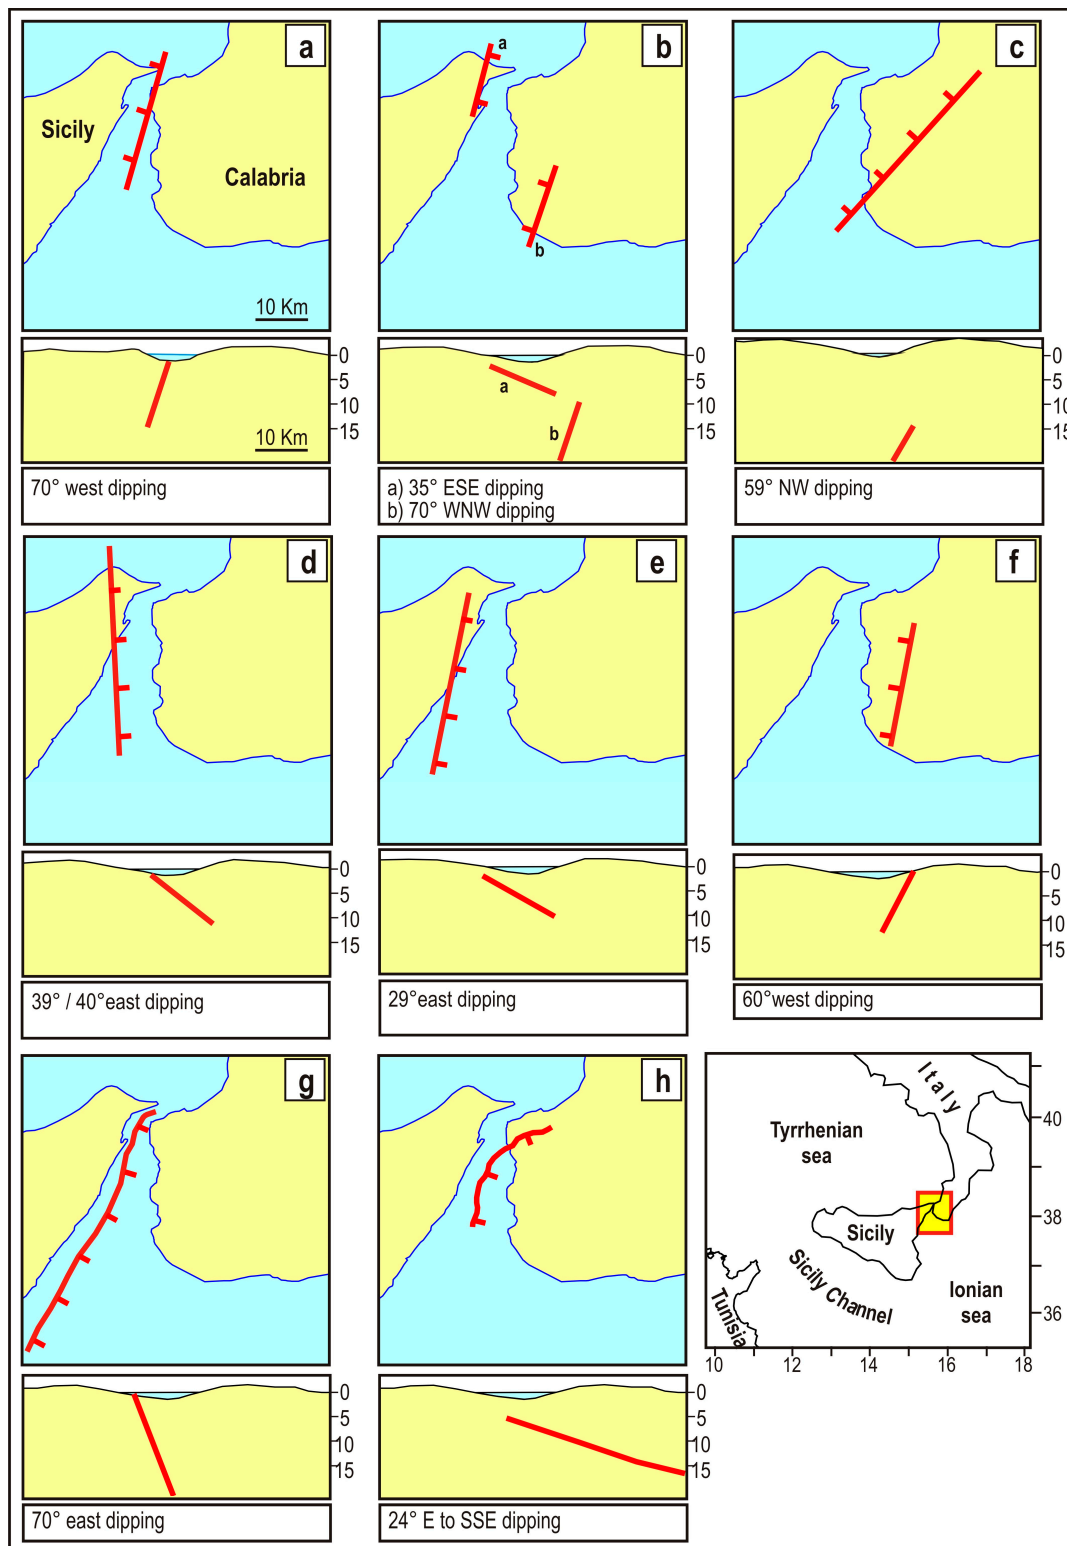 a
Sicily
Calabria
10 Km
0
5
10
15
10 Km
70° west dipping
b
a
b
0
5
10
15
a
b
a) 35° ESE dipping
b) 70° WNW dipping
c
0
5
10
15
59° NW dipping
d
0
5
10
15
39° / 40°east dipping
e
0
5
10
15
29°east dipping
f
0
5
10
15
60°west dipping
g
0
5
10
15
70° east dipping
h
0
5
10
15
24° E to SSE dipping
Italy
Tyrrhenian
sea
Sicily
Sicily Channel
Ionian
sea
Tunisia
40
38
36
10
12
14
16
18